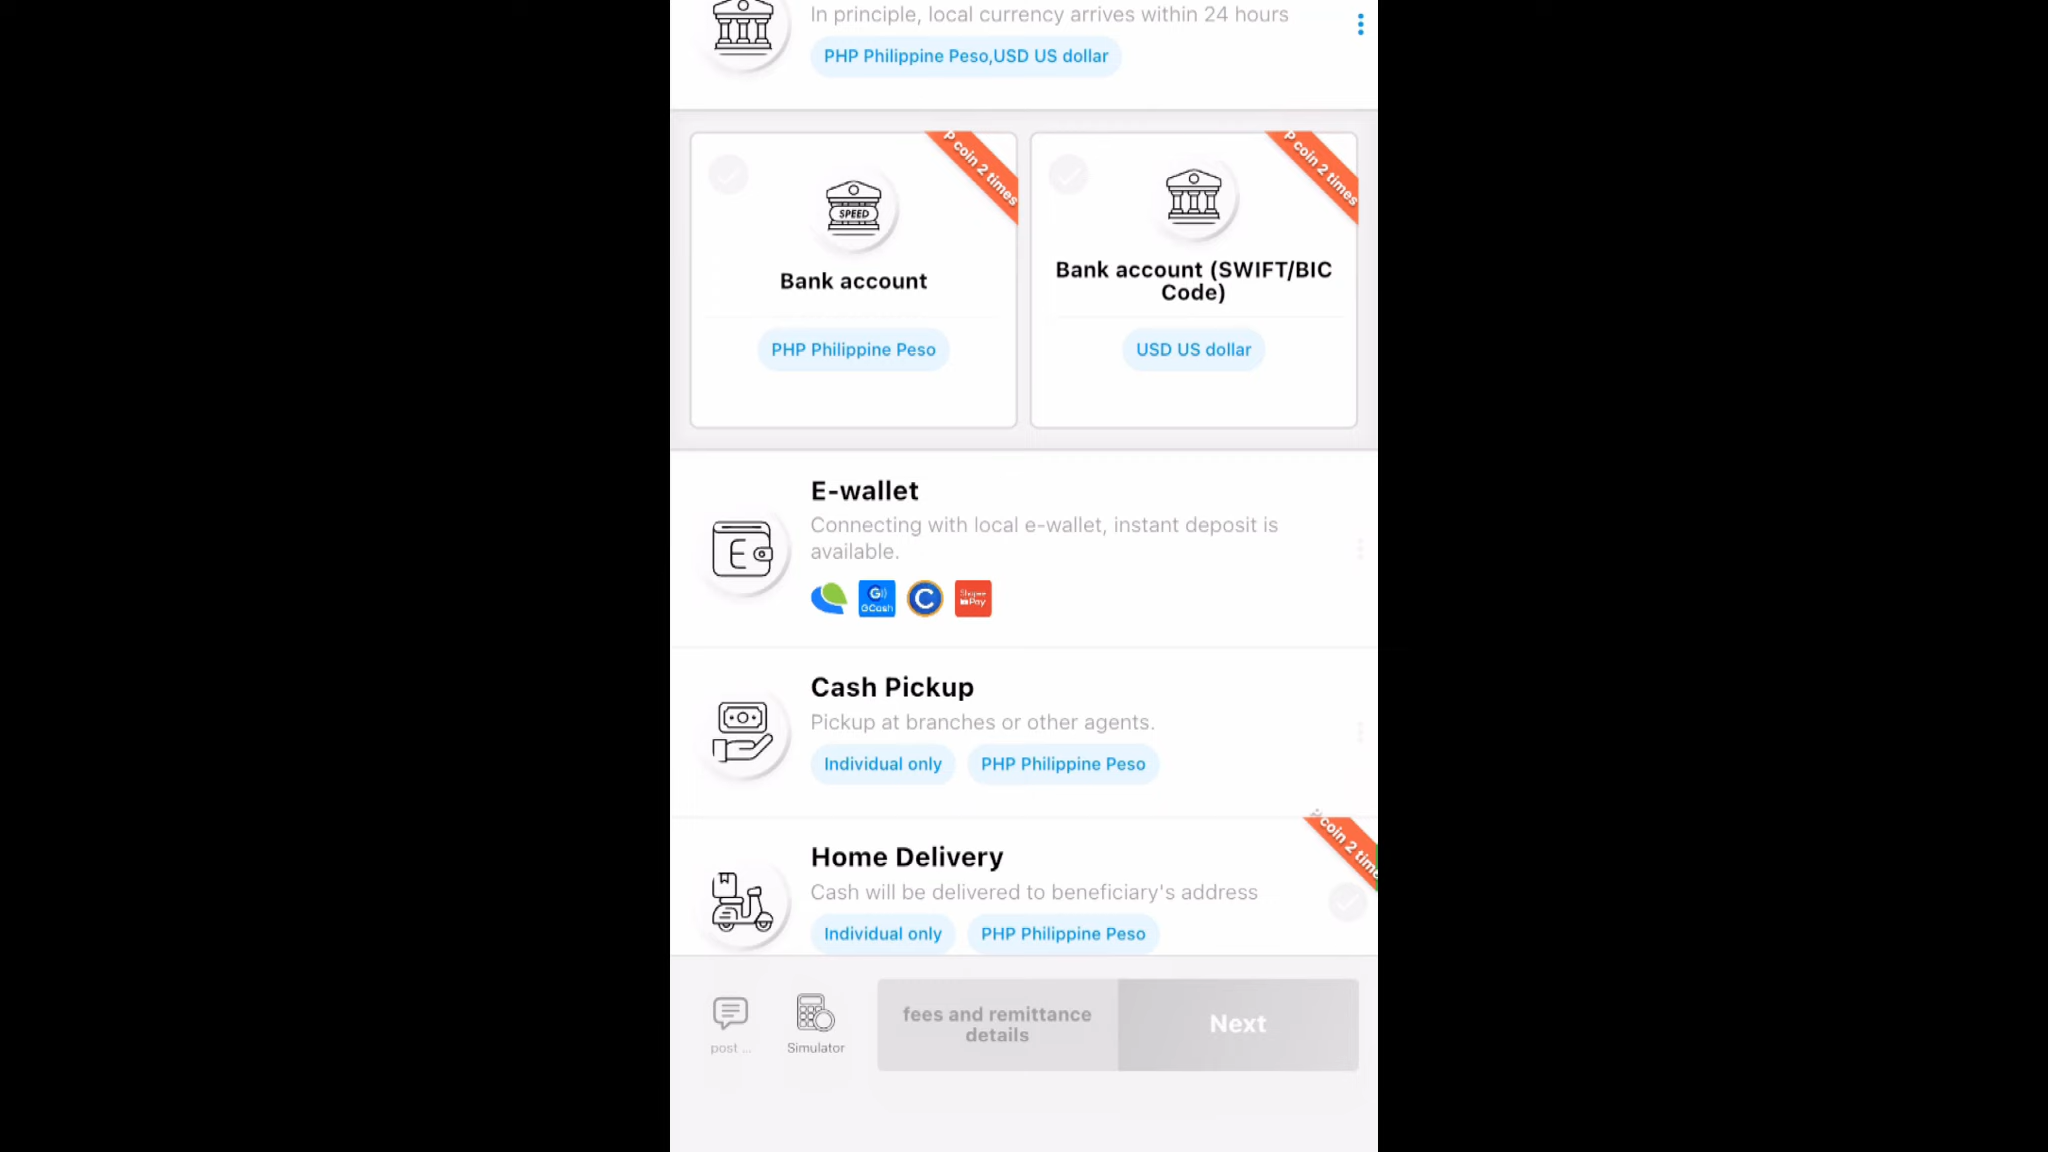 In principle, local currency arrives within 24 hours
PHP Philippine Peso,USD US dollar
P coin 2 times
SPEED
Bank account
PHP Philippine Peso
P coin 2 times
Bank account (SWIFT/BIC
Code)
USD US dollar
E-wallet
Connecting with local e-wallet, instant deposit is
available.
G))
GCash
C
Shopee
Pay
Cash Pickup
Pickup at branches or other agents.
Individual only
PHP Philippine Peso
P coin 2 time
Home Delivery
Cash will be delivered to beneficiary's address
Individual only
PHP Philippine Peso
post ...
Simulator
fees and remittance
details
Next